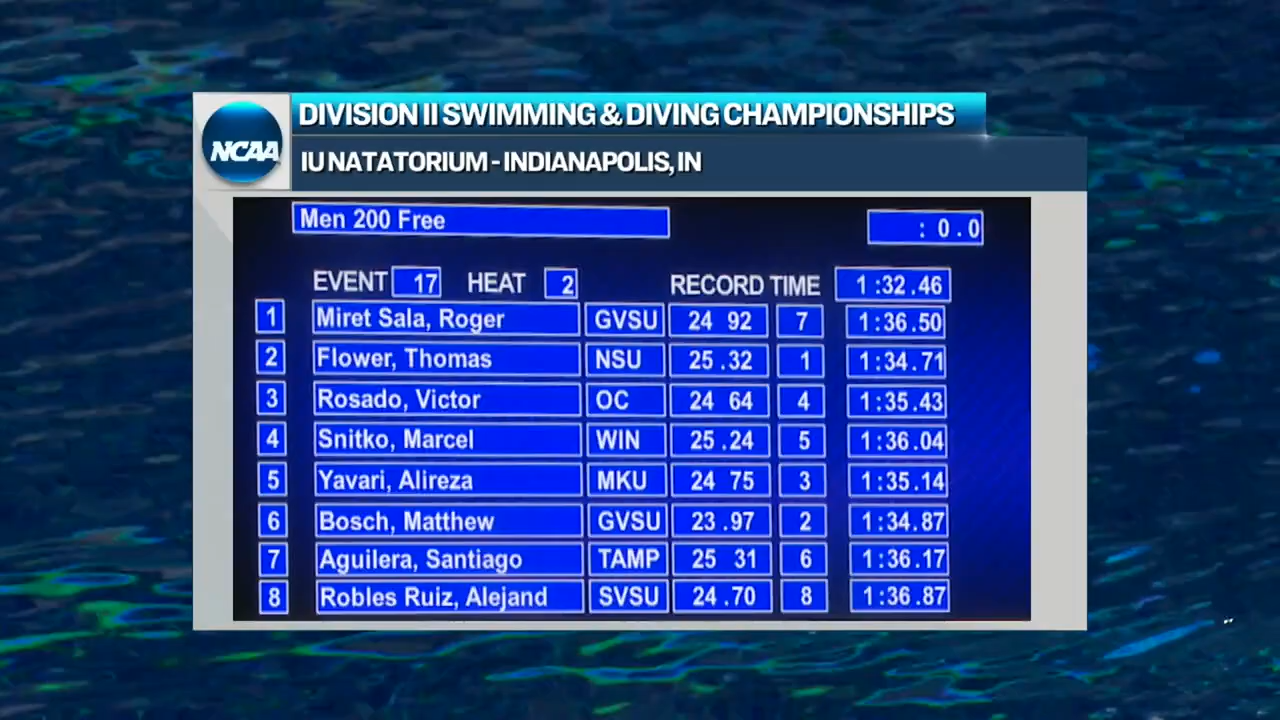 NCAA
DIVISION II SWIMMING & DIVING CHAMPIONSHIPS
IU NATATORIUM - INDIANAPOLIS, IN
Men 200 Free : 0.0
EVENT 17 HEAT 2 RECORD TIME 1:32.46
1 Miret Sala, Roger GVSU 24 92 7 1:36.50
2 Flower, Thomas NSU 25.32 1 1:34.71
3 Rosado, Victor OC 24 64 4 1:35.43
4 Snitko, Marcel WIN 25.24 5 1:36.04
5 Yavari, Alireza MKU 24 75 3 1:35.14
6 Bosch, Matthew GVSU 23.97 2 1:34.87
7 Aguilera, Santiago TAMP 25 31 6 1:36.17
8 Robles Ruiz, Alejand SVSU 24.70 8 1:36.87